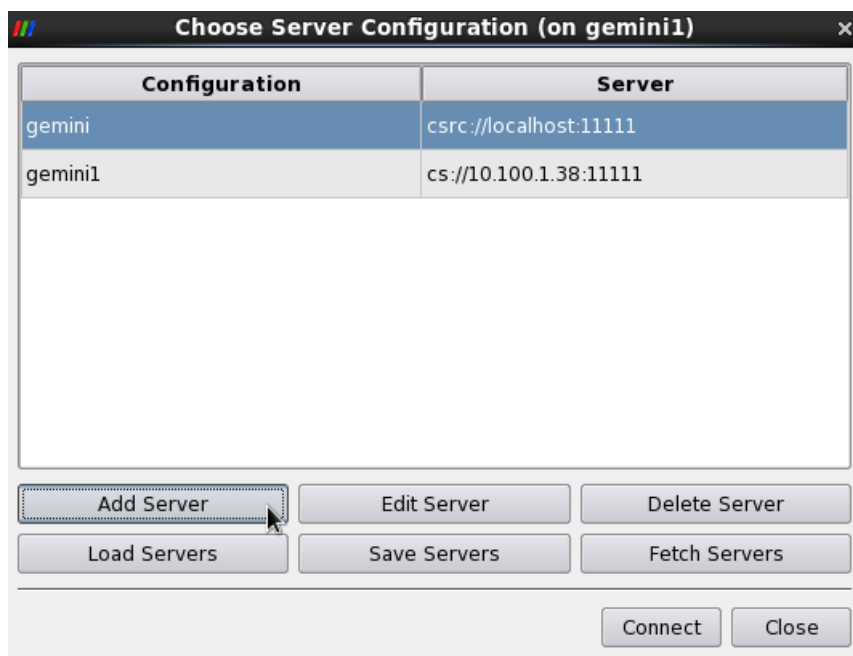 Choose Server Configuration (on gemini1)
Configuration Server
gemini csrc://localhost:11111
gemini1 cs://10.100.1.38:11111
Add Server Edit Server Delete Server
Load Servers Save Servers Fetch Servers
Connect Close